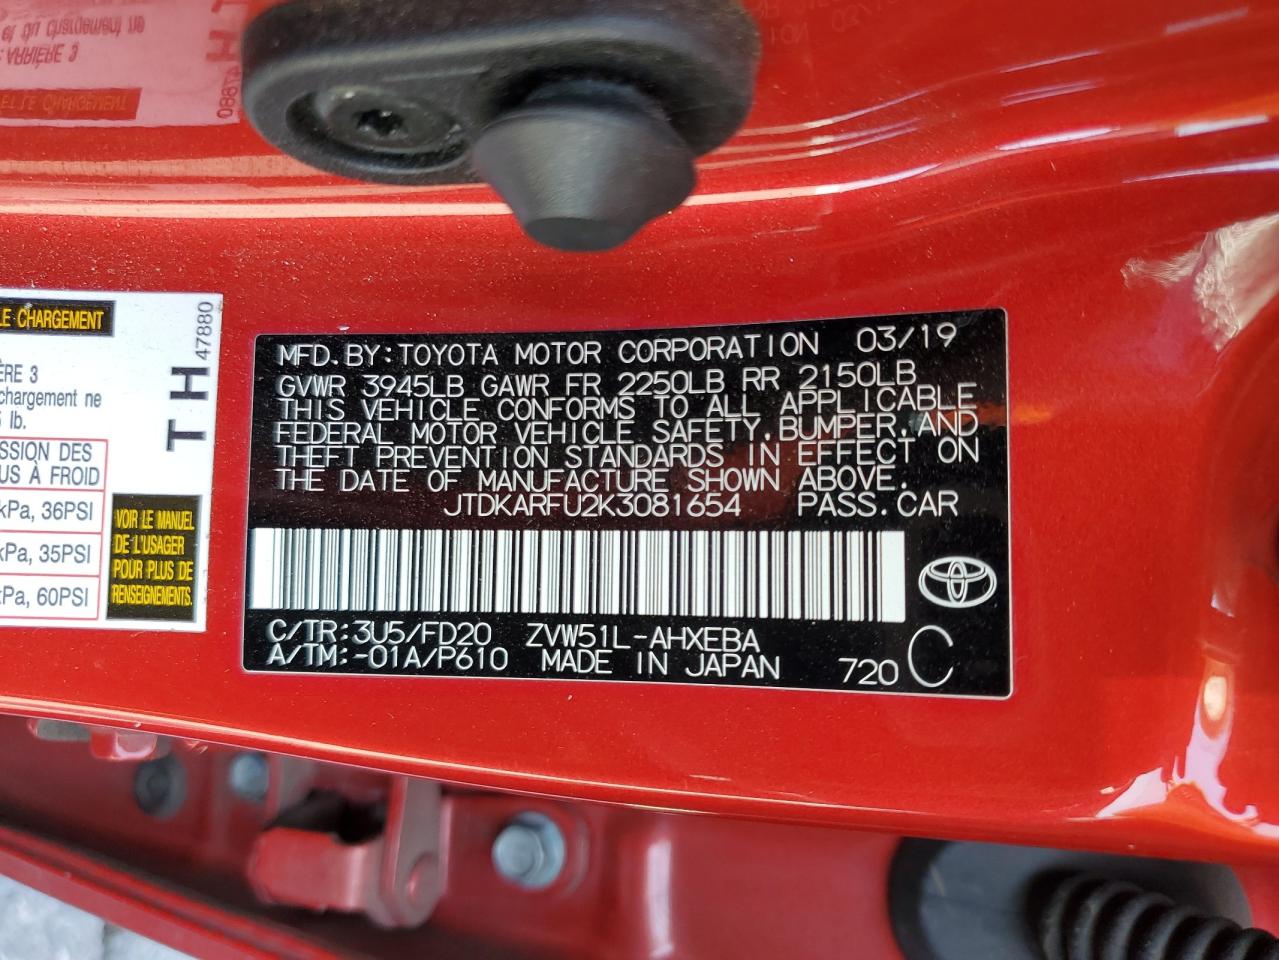 LE CHARGEMENT
ÈRE 3
chargement ne
lb.
SSION DES
US À FROID
kPa, 36PSI
kPa, 35PSI
kPa, 60PSI
VOIR LE MANUEL
DE L'USAGER
POUR PLUS DE
RENSEIGNEMENTS.
TH 47880
MFD. BY: TOYOTA MOTOR CORPORATION 03/19
GVWR 3945LB GAWR FR 2250LB RR 2150LB
THIS VEHICLE CONFORMS TO ALL APPLICABLE
FEDERAL MOTOR VEHICLE SAFETY, BUMPER, AND
THEFT PREVENTION STANDARDS IN EFFECT ON
THE DATE OF MANUFACTURE SHOWN ABOVE.
JTDKARFU2K3081654 PASS. CAR
C/TR: 3U5/FD20 ZVW51L-AHXEBA
A/TM: -01A/P610 MADE IN JAPAN 720 C